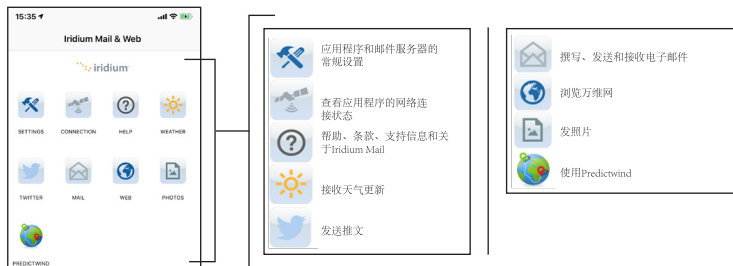 15:35
Iridium Mail & Web
iridium
SETTINGS
CONNECTION
HELP
WEATHER
TWITTER
MAIL
WEB
PHOTOS
PREDICTWIND
应用程序和邮件服务器的
常规设置
查看应用程序的网络连
接状态
帮助、条款、支持信息和关
于Iridium Mail
接收天气更新
发送推文
撰写、发送和接收电子邮件
浏览万维网
发照片
使用Predictwind